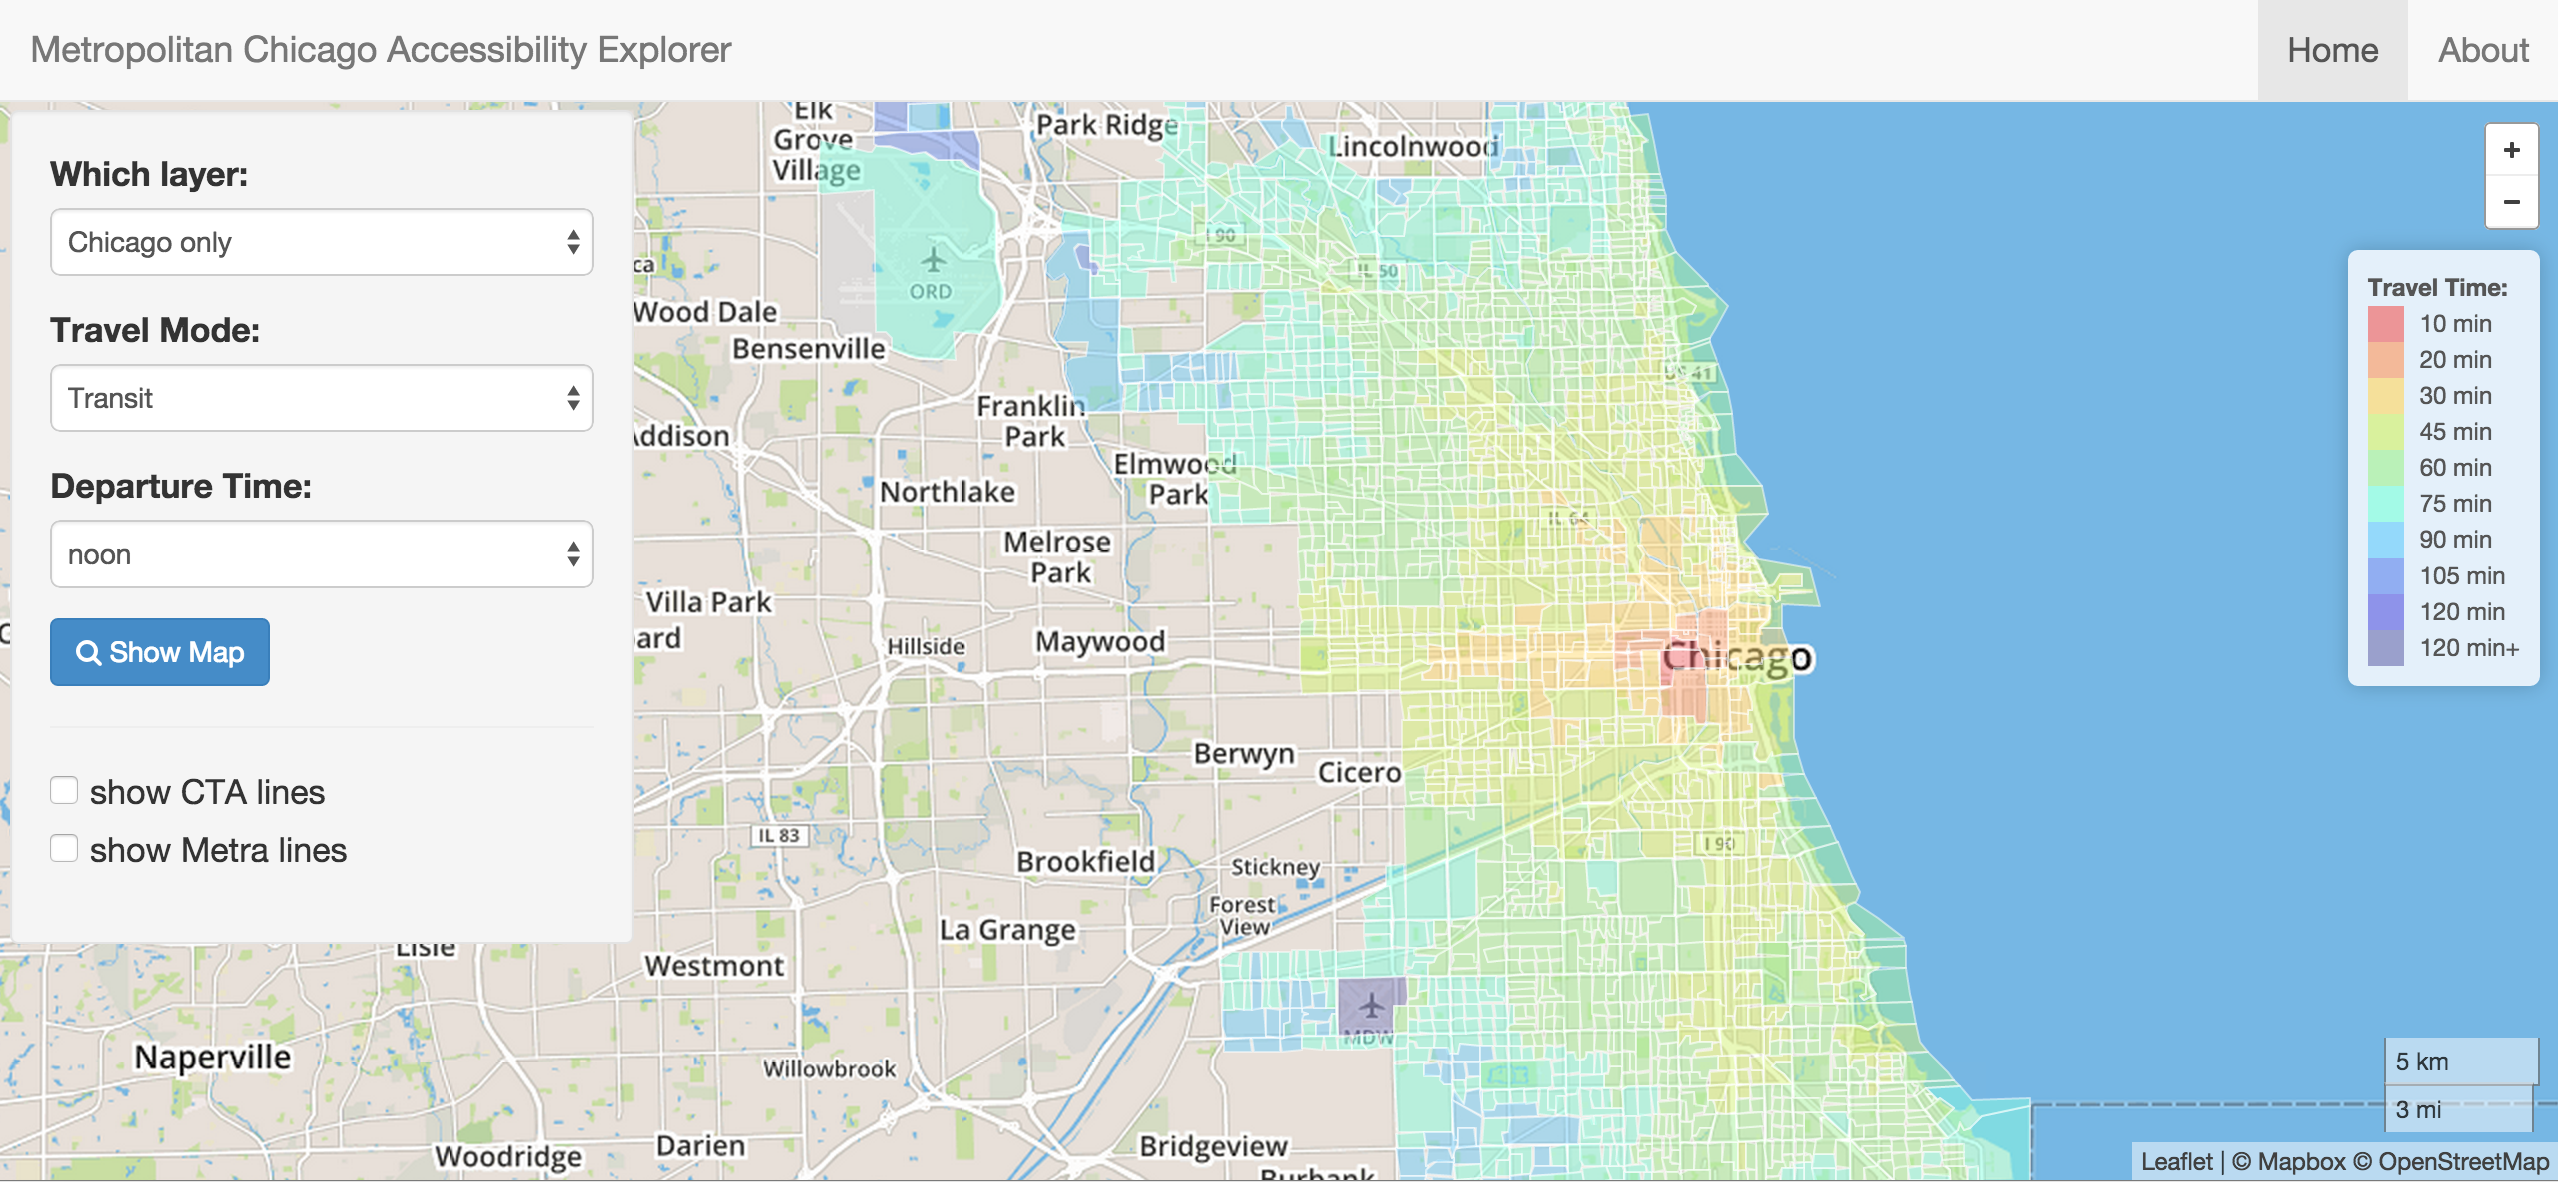 Metropolitan Chicago Accessibility Explorer
Home
About
Which layer:
Chicago only
Travel Mode:
Transit
Departure Time:
noon
Show Map
show CTA lines
show Metra lines
Elk
Grove
Village
Park Ridge
Lincolnwood
I 90
IL 50
ORD
ca
Wood Dale
Bensenville
US 41
Franklin
Park
Addison
Elmwood
Park
Northlake
IL 64
Melrose
Park
Villa Park
ard
Hillside
Maywood
Chicago
Berwyn
Cicero
IL 83
I 90
Brookfield
Stickney
Forest
View
La Grange
Lisle
Westmont
MDW
Naperville
Willowbrook
Woodridge
Darien
Bridgeview
Burbank
+
−
Travel Time:
10 min
20 min
30 min
45 min
60 min
75 min
90 min
105 min
120 min
120 min+
5 km
3 mi
Leaflet | © Mapbox © OpenStreetMap